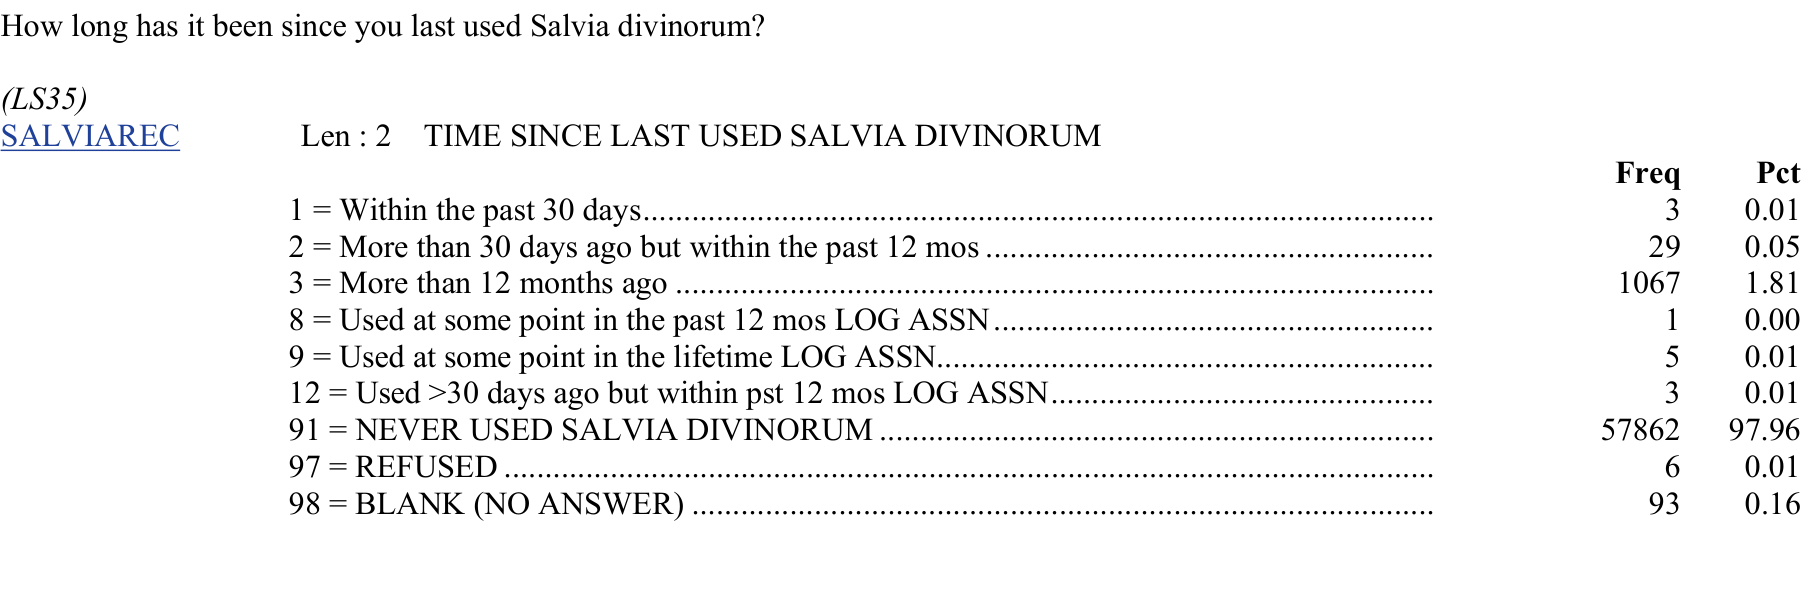 How long has it been since you last used Salvia divinorum?
(LS35)
SALVIAREC Len : 2 TIME SINCE LAST USED SALVIA DIVINORUM
Freq Pct
1 = Within the past 30 days.................................................................................................. 3 0.01
2 = More than 30 days ago but within the past 12 mos ....................................................... 29 0.05
3 = More than 12 months ago ............................................................................................. 1067 1.81
8 = Used at some point in the past 12 mos LOG ASSN...................................................... 1 0.00
9 = Used at some point in the lifetime LOG ASSN............................................................. 5 0.01
12 = Used >30 days ago but within pst 12 mos LOG ASSN............................................... 3 0.01
91 = NEVER USED SALVIA DIVINORUM .................................................................... 57862 97.96
97 = REFUSED .................................................................................................................. 6 0.01
98 = BLANK (NO ANSWER) ........................................................................................... 93 0.16